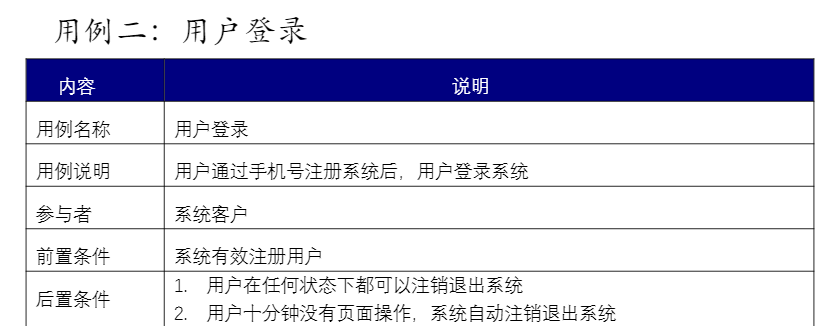 用例二：用户登录
内容 说明
用例名称 用户登录
用例说明 用户通过手机号注册系统后，用户登录系统
参与者 系统客户
前置条件 系统有效注册用户
后置条件 1. 用户在任何状态下都可以注销退出系统
2. 用户十分钟没有页面操作，系统自动注销退出系统